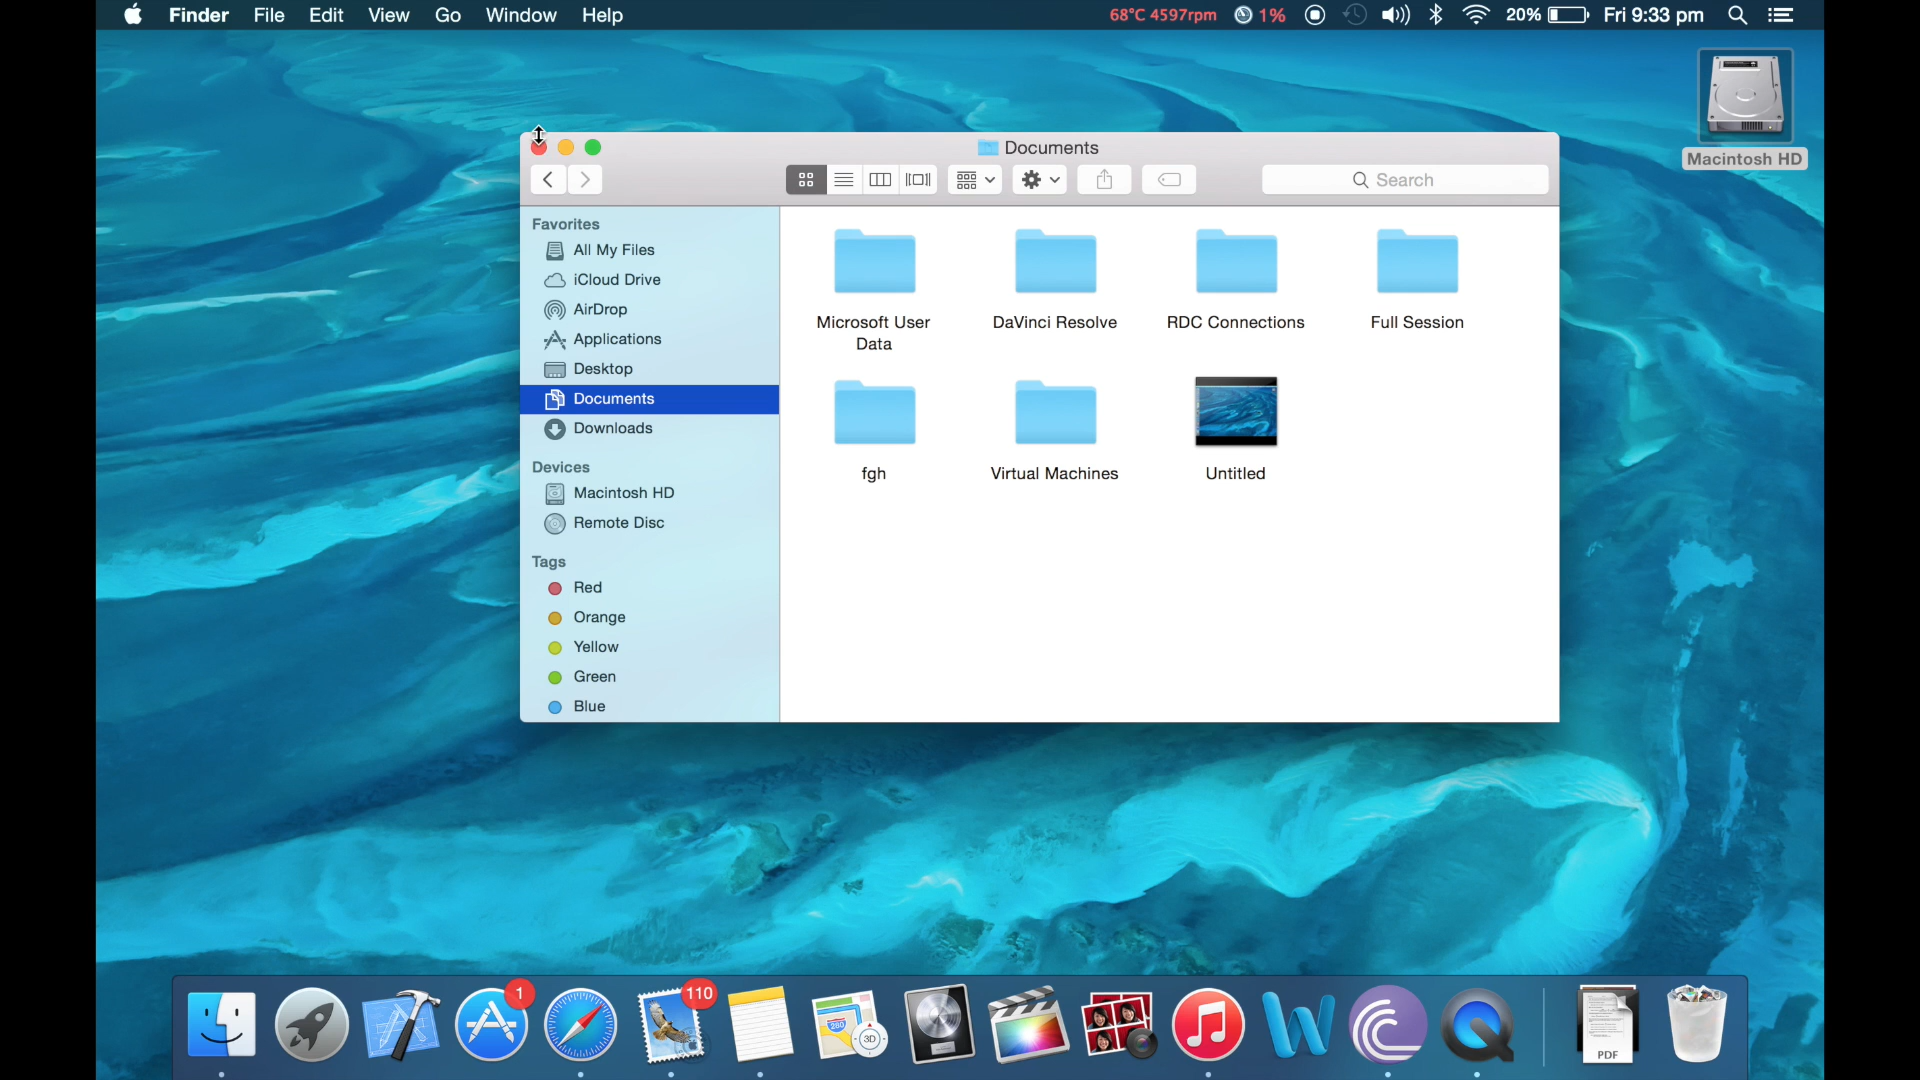 Finder File Edit View Go Window Help 68°C 4597rpm 1% 20% Fri 9:33 pm
Macintosh HD
Documents
Search
Favorites
All My Files
iCloud Drive
AirDrop
Applications
Desktop
Documents
Downloads
Devices
Macintosh HD
Remote Disc
Tags
Red
Orange
Yellow
Green
Blue
Microsoft User
Data
DaVinci Resolve
RDC Connections
Full Session
fgh
Virtual Machines
Untitled
1
110
280
3D
PDF